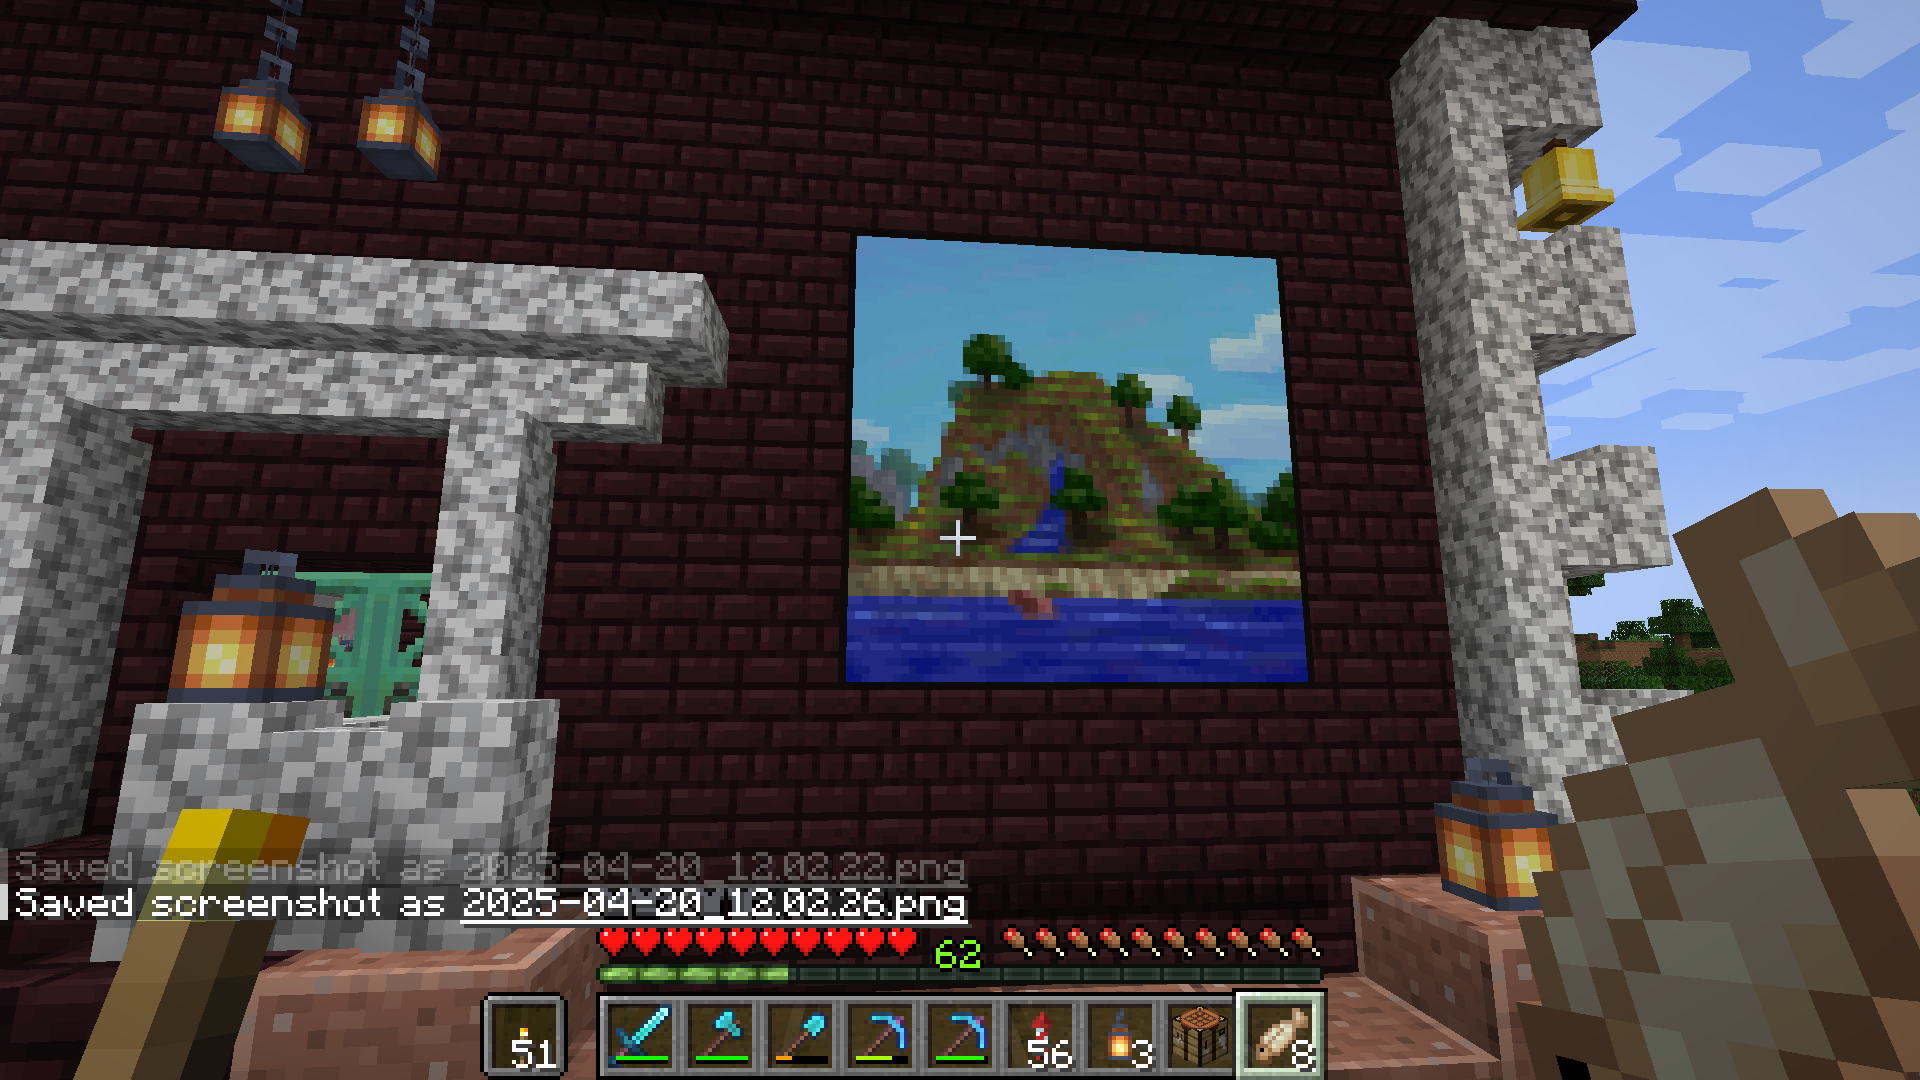 Saved screenshot as 2025-04-20_12.02.22.png
Saved screenshot as 2025-04-20_12.02.26.png
62
51 56 3 8